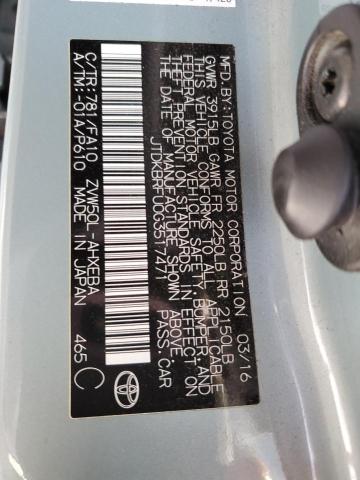 MFD. BY: TOYOTA MOTOR CORPORATION 03/16
GVWR 3915LB GAWR FR 2250LB RR 2150LB
THIS VEHICLE CONFORMS TO ALL APPLICABLE
FEDERAL MOTOR VEHICLE SAFETY, BUMPER, AND
THEFT PREVENTION STANDARDS IN EFFECT ON
THE DATE OF MANUFACTURE SHOWN ABOVE.
JTDKBRFU0G3517471 PASS.CAR
C/TR:781/FA10 ZVW50L-AHXEBA
A/TM:-01A/P610 MADE IN JAPAN 465 C
TOYOTA